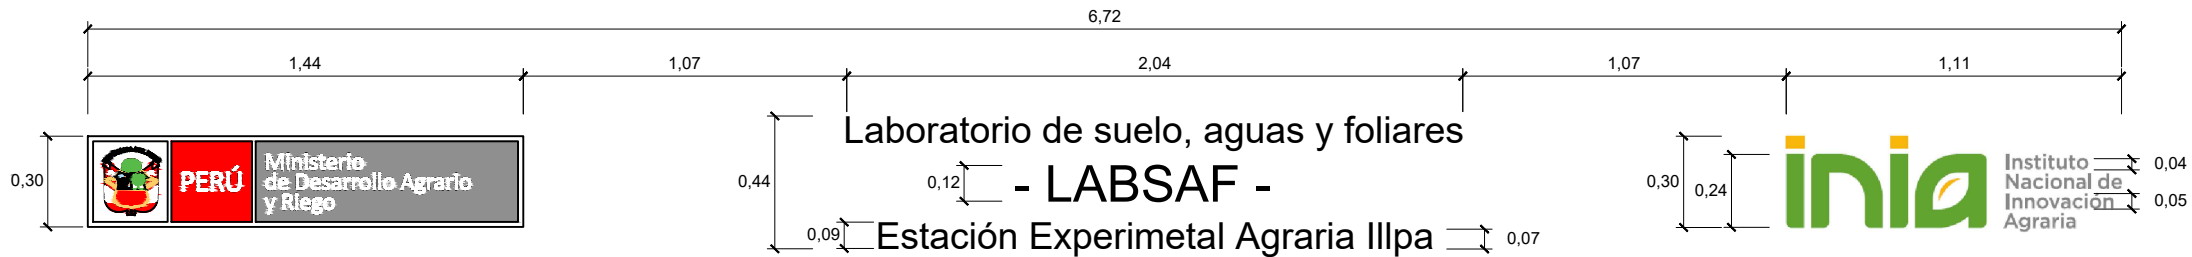 6,72
1,44
1,07
2,04
1,07
1,11
0,30
PERÚ
Ministerio
de Desarrollo Agrario
y Riego
0,44
Laboratorio de suelo, aguas y foliares
0,12
- LABSAF -
0,09
Estación Experimetal Agraria Illpa
0,07
0,30
0,24
inia
Instituto
Nacional de
Innovación
Agraria
0,04
0,05